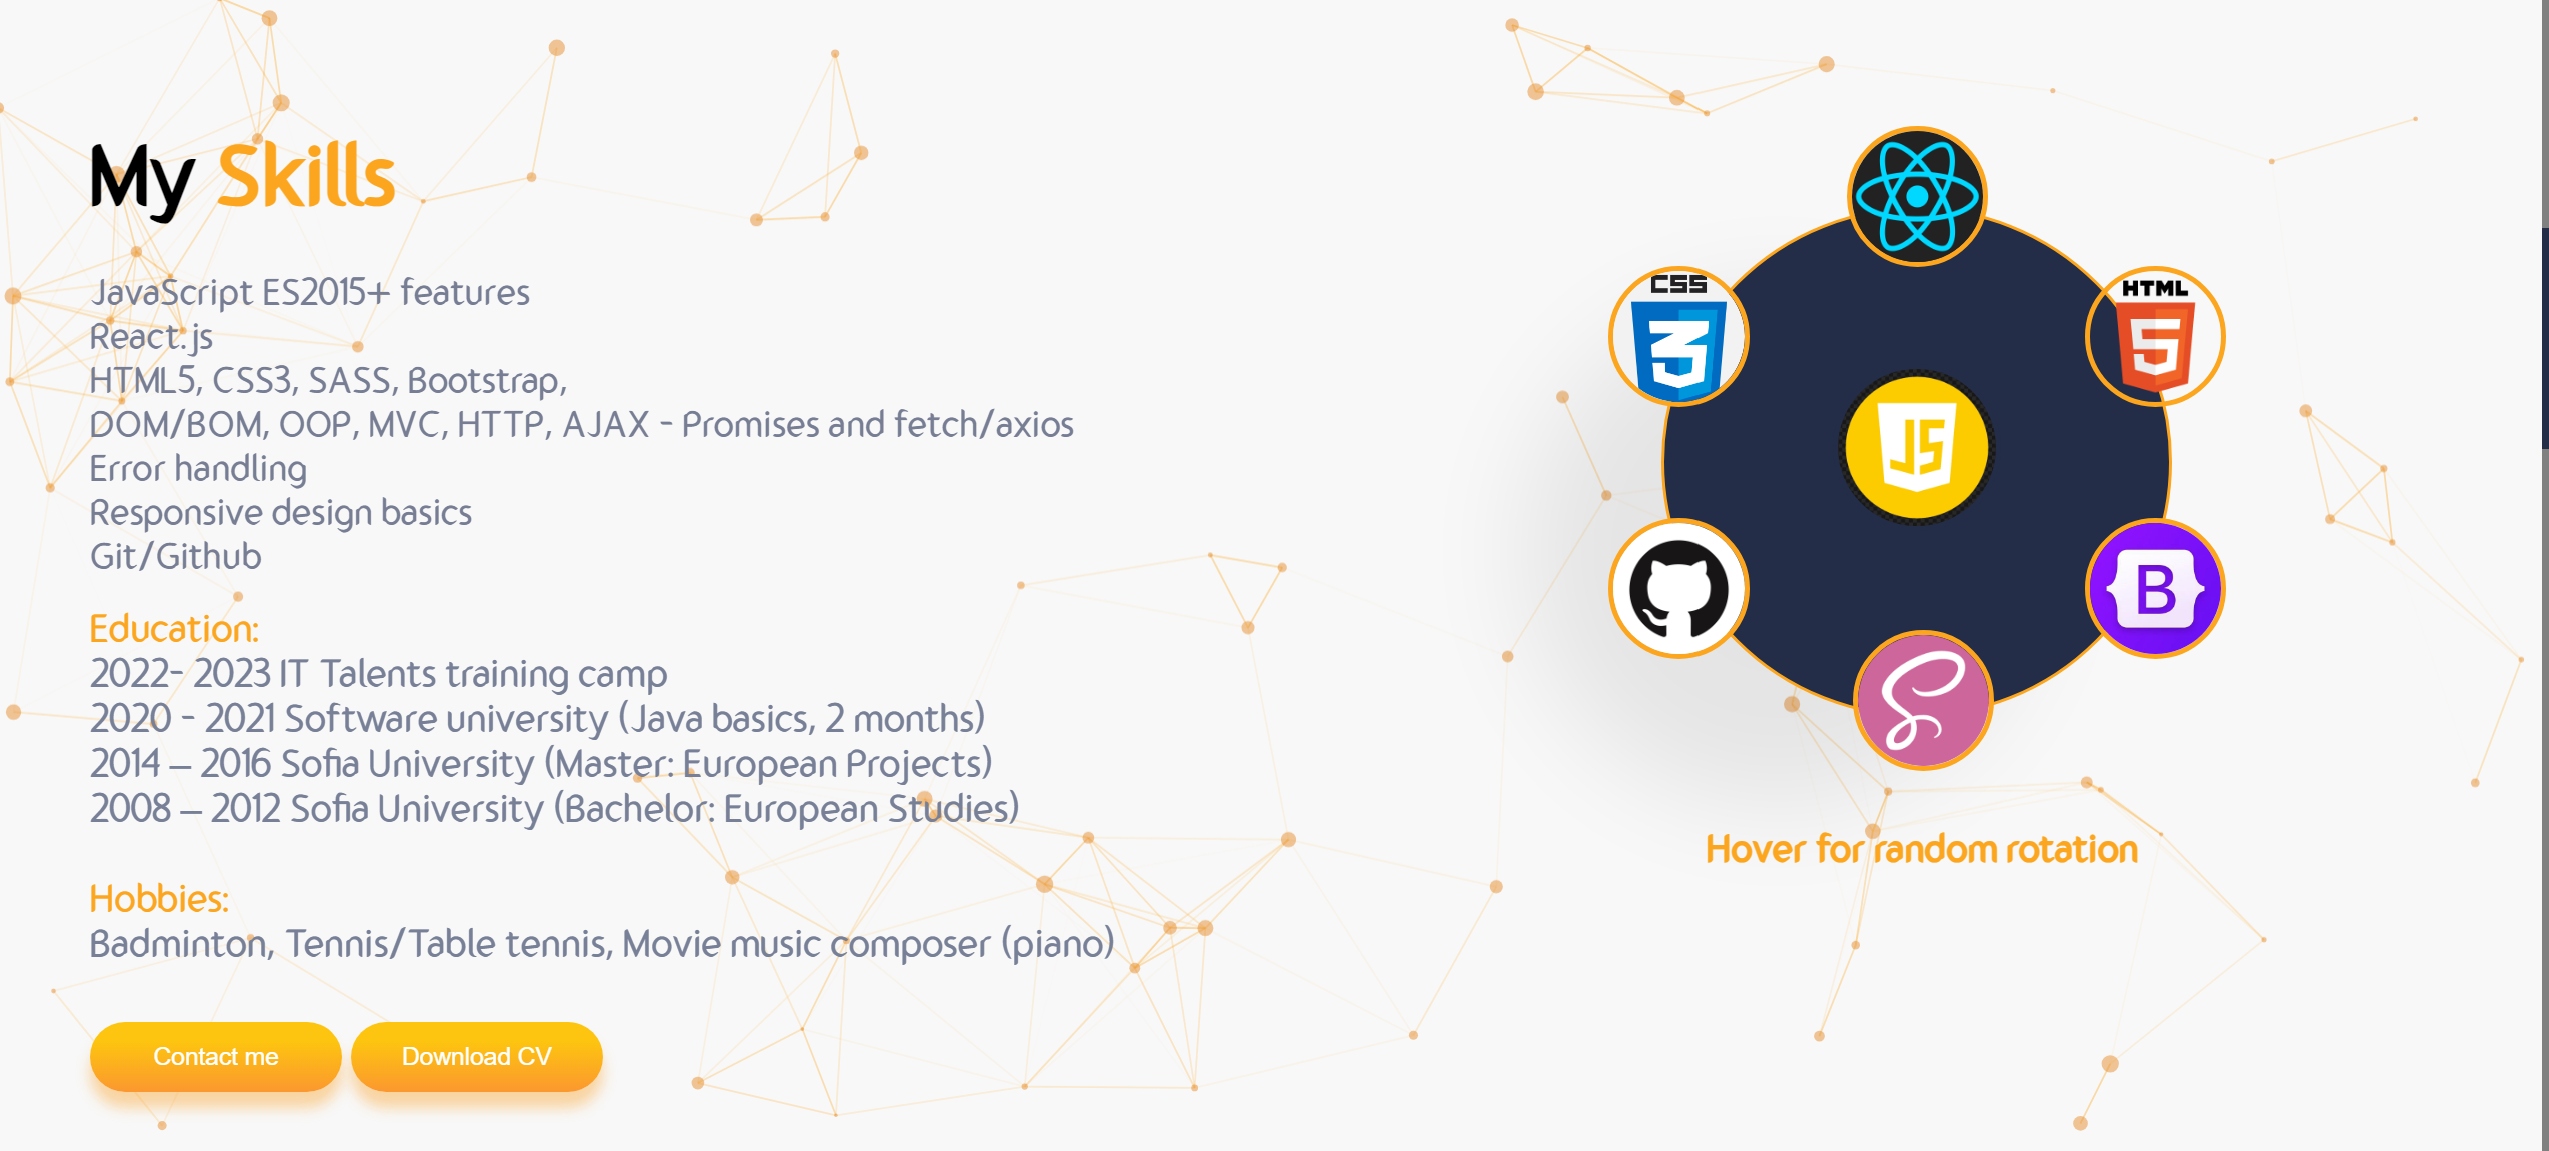 My Skills
JavaScript ES2015+ features
React.js
HTML5, CSS3, SASS, Bootstrap,
DOM/BOM, OOP, MVC, HTTP, AJAX - Promises and fetch/axios
Error handling
Responsive design basics
Git/Github
Education:
2022- 2023 IT Talents training camp
2020 - 2021 Software university (Java basics, 2 months)
2014 – 2016 Sofia University (Master: European Projects)
2008 – 2012 Sofia University (Bachelor: European Studies)
Hobbies:
Badminton, Tennis/Table tennis, Movie music composer (piano)
Contact me
Download CV
CSS
3
HTML
5
JS
B
S
Hover for random rotation